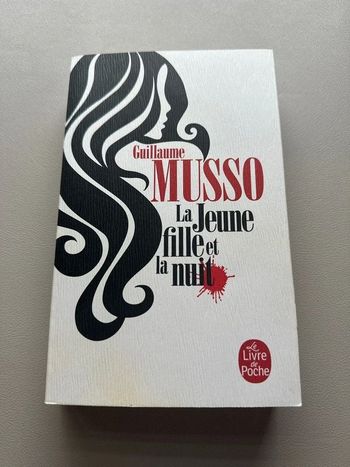 Guillaume
MUSSO
La Jeune
fille et
la nuit
Le
Livre
de
Poche